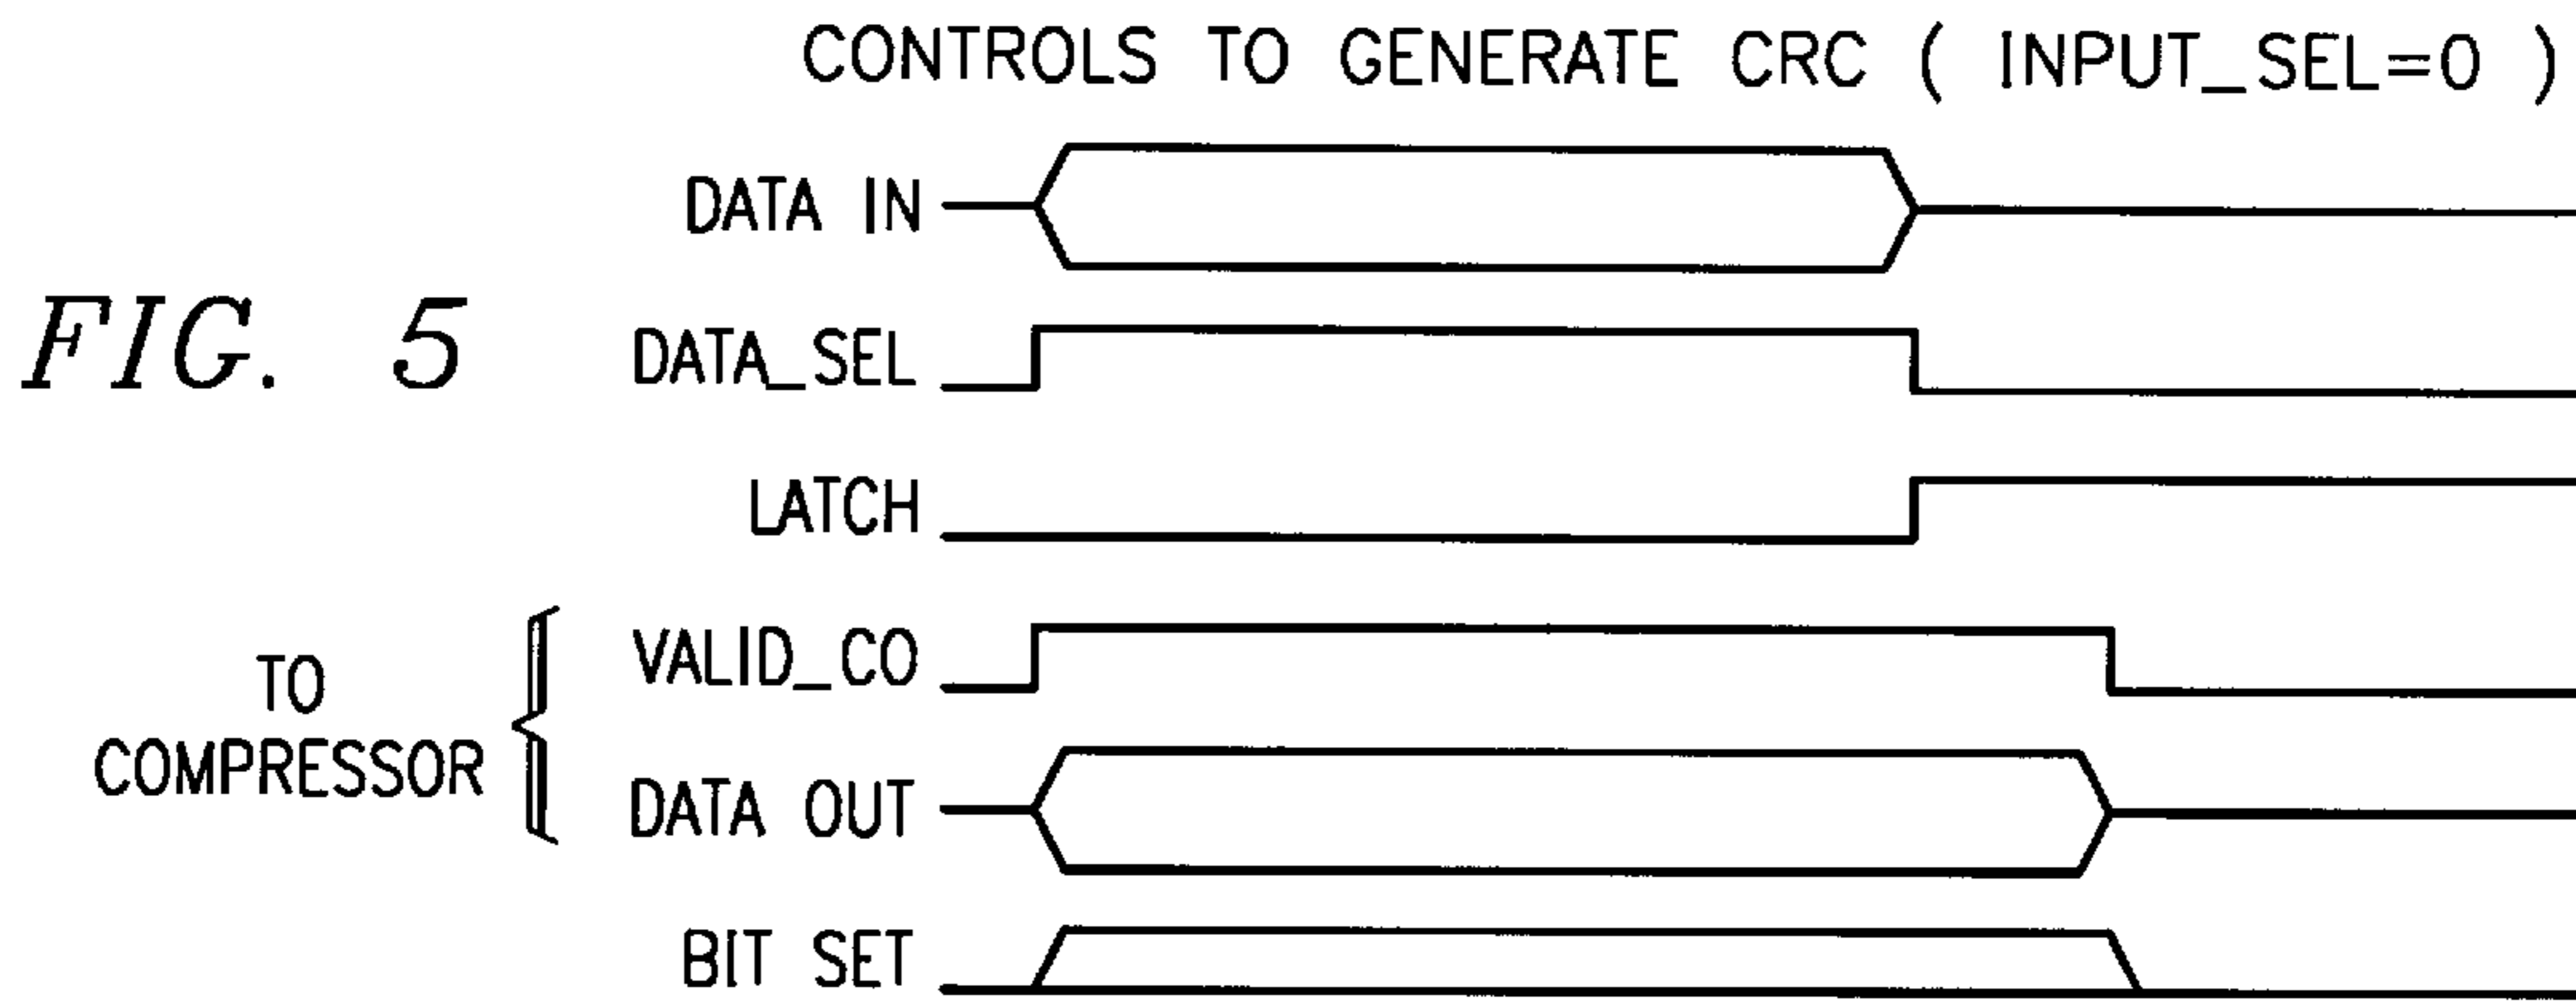 CONTROLS TO GENERATE CRC ( INPUT_SEL=0 )
DATA IN
FIG. 5
DATA_SEL
LATCH
TO
COMPRESSOR
VALID_CO
DATA OUT
BIT SET